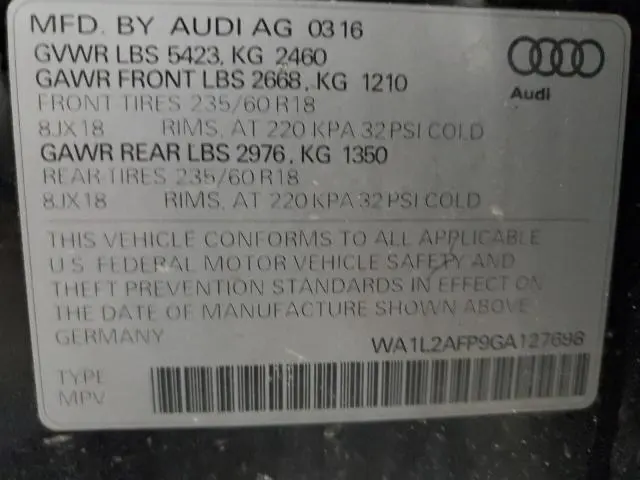 MFD. BY AUDI AG 03 16
GVWR LBS 5423, KG 2460
GAWR FRONT LBS 2668, KG 1210
FRONT TIRES 235/60 R18
8JX18 RIMS, AT 220 KPA 32 PSI COLD
GAWR REAR LBS 2976, KG 1350
REAR TIRES 235/60 R18
8JX18 RIMS, AT 220 KPA 32 PSI COLD
Audi
THIS VEHICLE CONFORMS TO ALL APPLICABLE
U.S. FEDERAL MOTOR VEHICLE SAFETY AND
THEFT PREVENTION STANDARDS IN EFFECT ON
THE DATE OF MANUFACTURE SHOWN ABOVE
GERMANY
WA1L2AFP9GA127698
TYPE
MPV